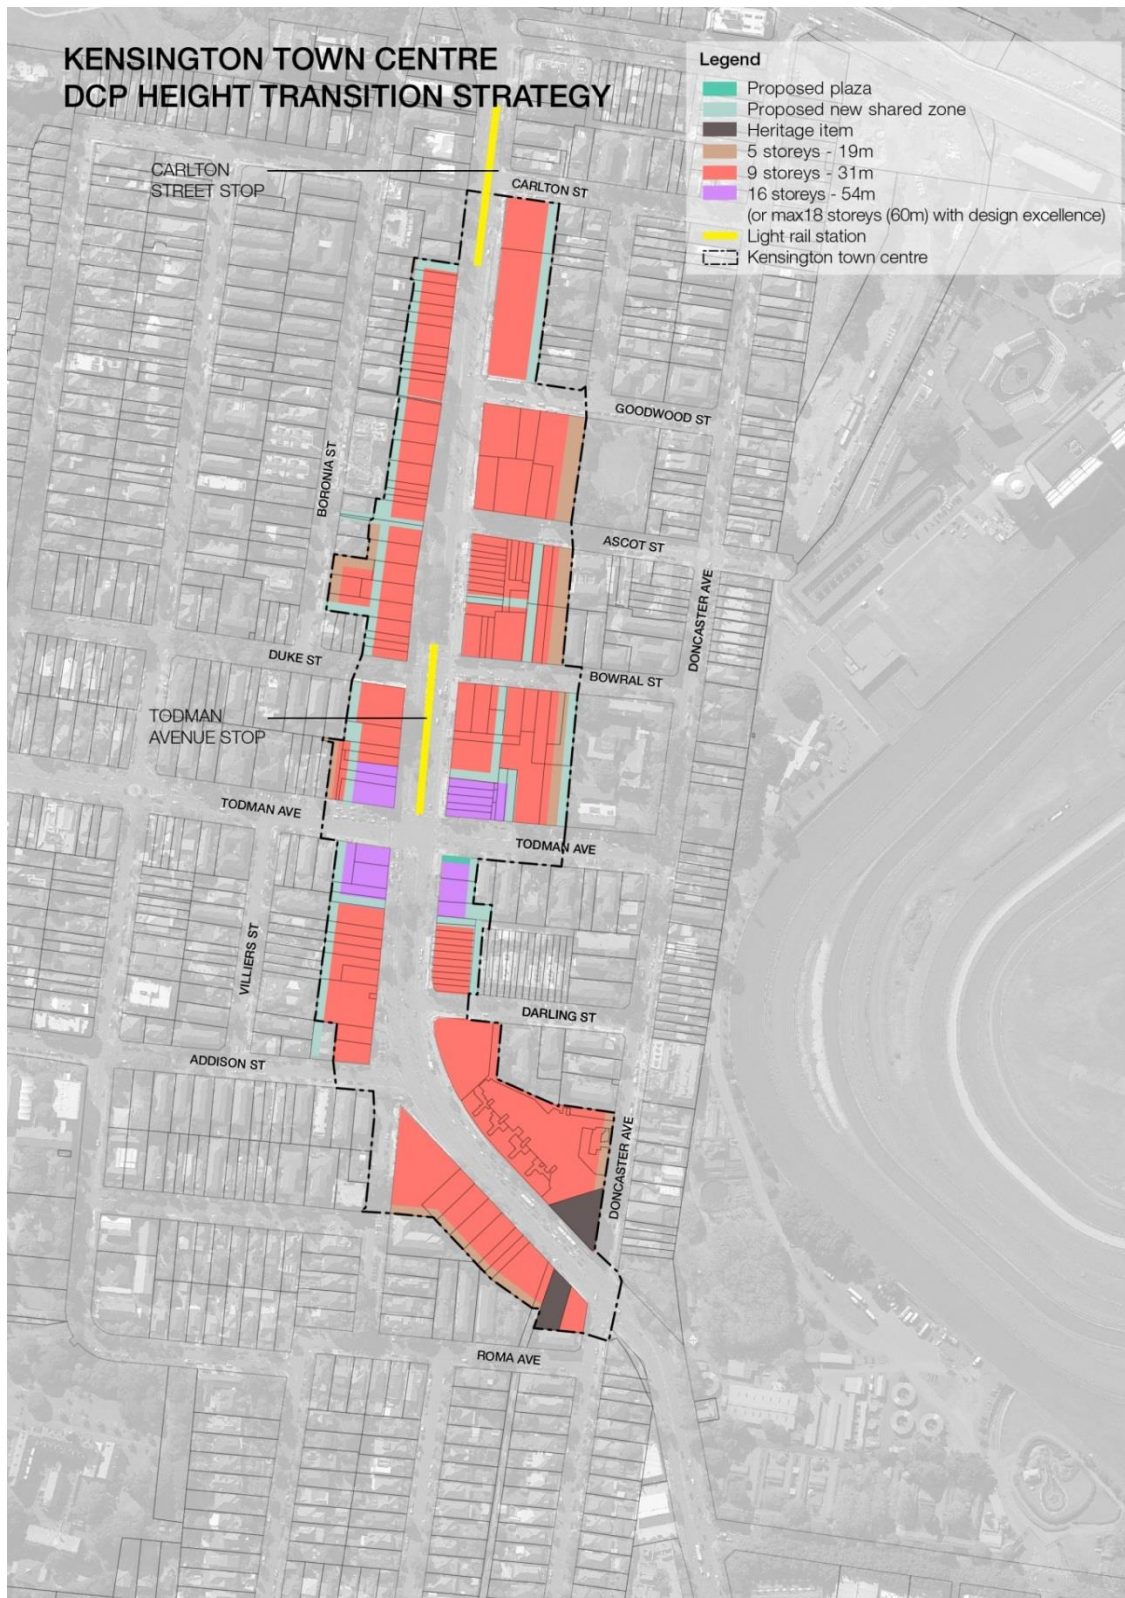 KENSINGTON TOWN CENTRE
DCP HEIGHT TRANSITION STRATEGY
Legend
Proposed plaza
Proposed new shared zone
Heritage item
5 storeys - 19m
9 storeys - 31m
16 storeys - 54m
(or max18 storeys (60m) with design excellence)
Light rail station
Kensington town centre
CARLTON
STREET STOP
CARLTON ST
GOODWOOD ST
BORONIA ST
ASCOT ST
DONCASTER AVE
DUKE ST
BOWRAL ST
TODMAN
AVENUE STOP
TODMAN AVE
TODMAN AVE
VILLIERS ST
DARLING ST
ADDISON ST
DONCASTER AVE
ROMA AVE